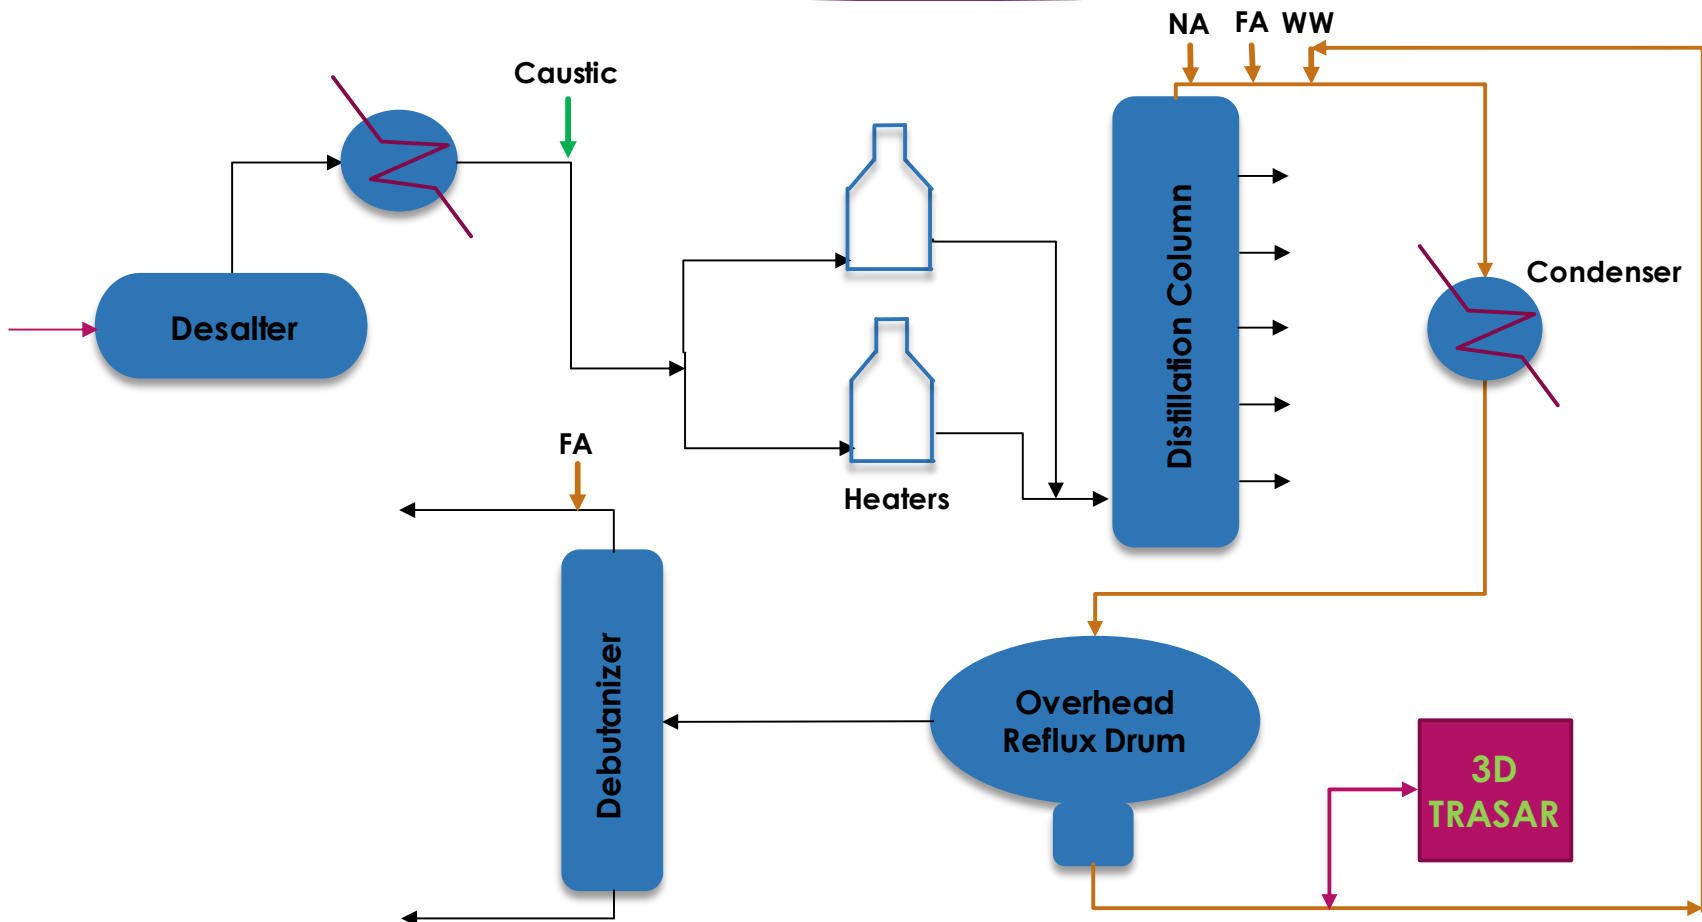 NA FA WW
Caustic
Desalter
Distillation Column
Condenser
FA
Heaters
Debutanizer
Overhead
Reflux Drum
3D
TRASAR